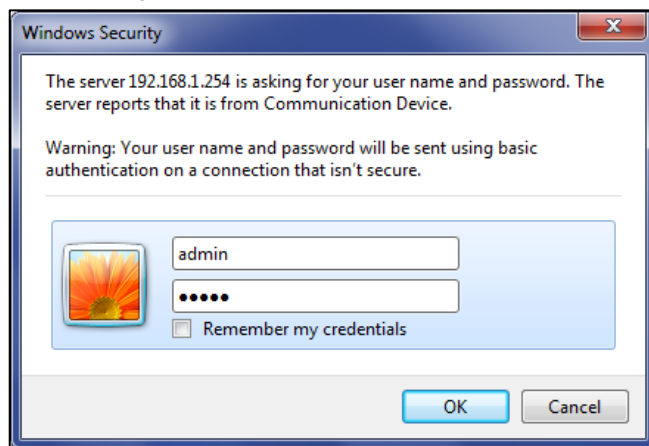 Windows Security
The server 192.168.1.254 is asking for your user name and password. The
server reports that it is from Communication Device.
Warning: Your user name and password will be sent using basic
authentication on a connection that isn't secure.
admin
•••••
Remember my credentials
OK Cancel